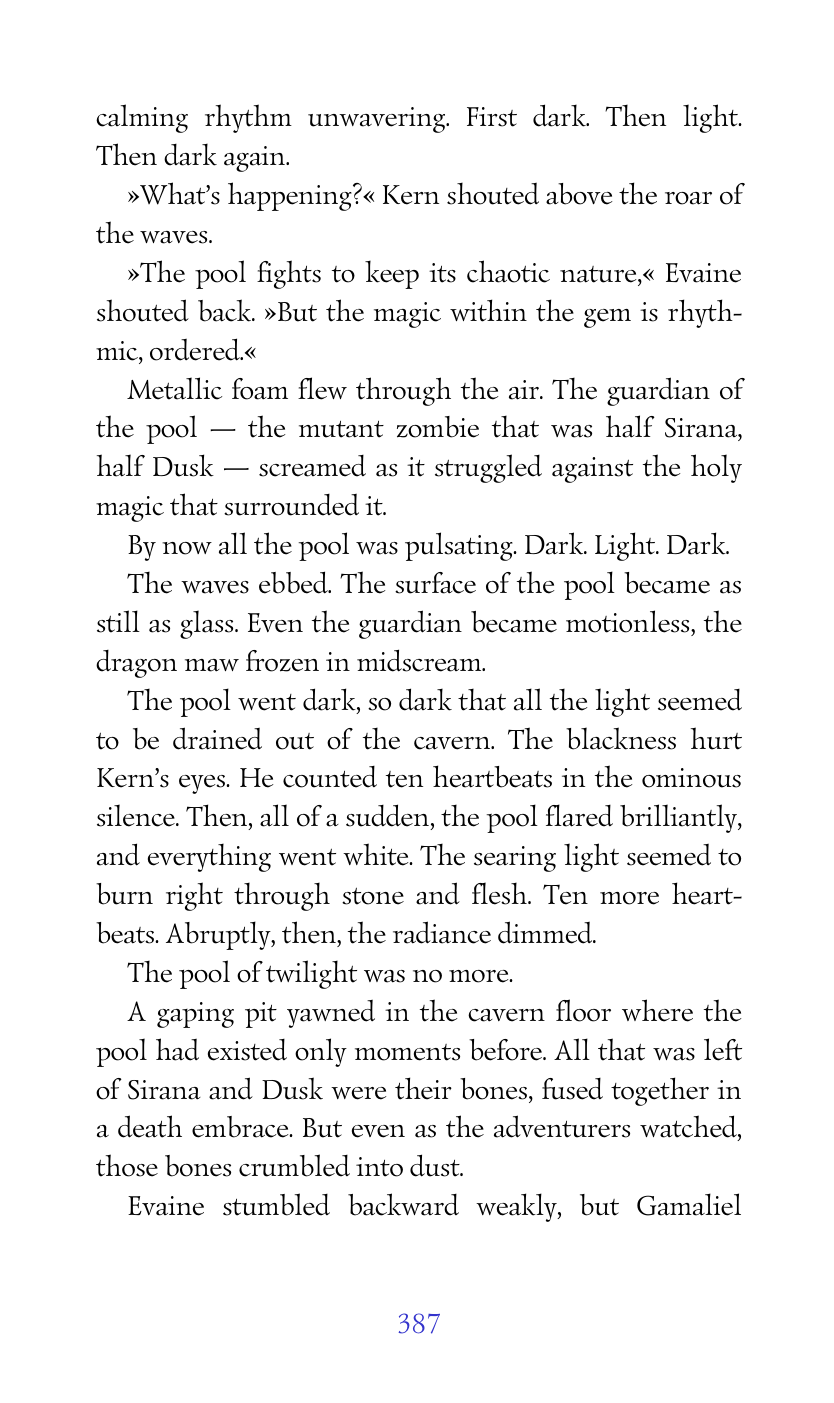 calming rhythm unwavering. First dark. Then light.
Then dark again.
»What’s happening?« Kern shouted above the roar of
the waves.
»The pool fights to keep its chaotic nature,« Evaine
shouted back. »But the magic within the gem is rhyth-
mic, ordered.«
Metallic foam flew through the air. The guardian of
the pool — the mutant zombie that was half Sirana,
half Dusk — screamed as it struggled against the holy
magic that surrounded it.
By now all the pool was pulsating. Dark. Light. Dark.
The waves ebbed. The surface of the pool became as
still as glass. Even the guardian became motionless, the
dragon maw frozen in midscream.
The pool went dark, so dark that all the light seemed
to be drained out of the cavern. The blackness hurt
Kern’s eyes. He counted ten heartbeats in the ominous
silence. Then, all of a sudden, the pool flared brilliantly,
and everything went white. The searing light seemed to
burn right through stone and flesh. Ten more heart-
beats. Abruptly, then, the radiance dimmed.
The pool of twilight was no more.
A gaping pit yawned in the cavern floor where the
pool had existed only moments before. All that was left
of Sirana and Dusk were their bones, fused together in
a death embrace. But even as the adventurers watched,
those bones crumbled into dust.
Evaine stumbled backward weakly, but Gamaliel
387